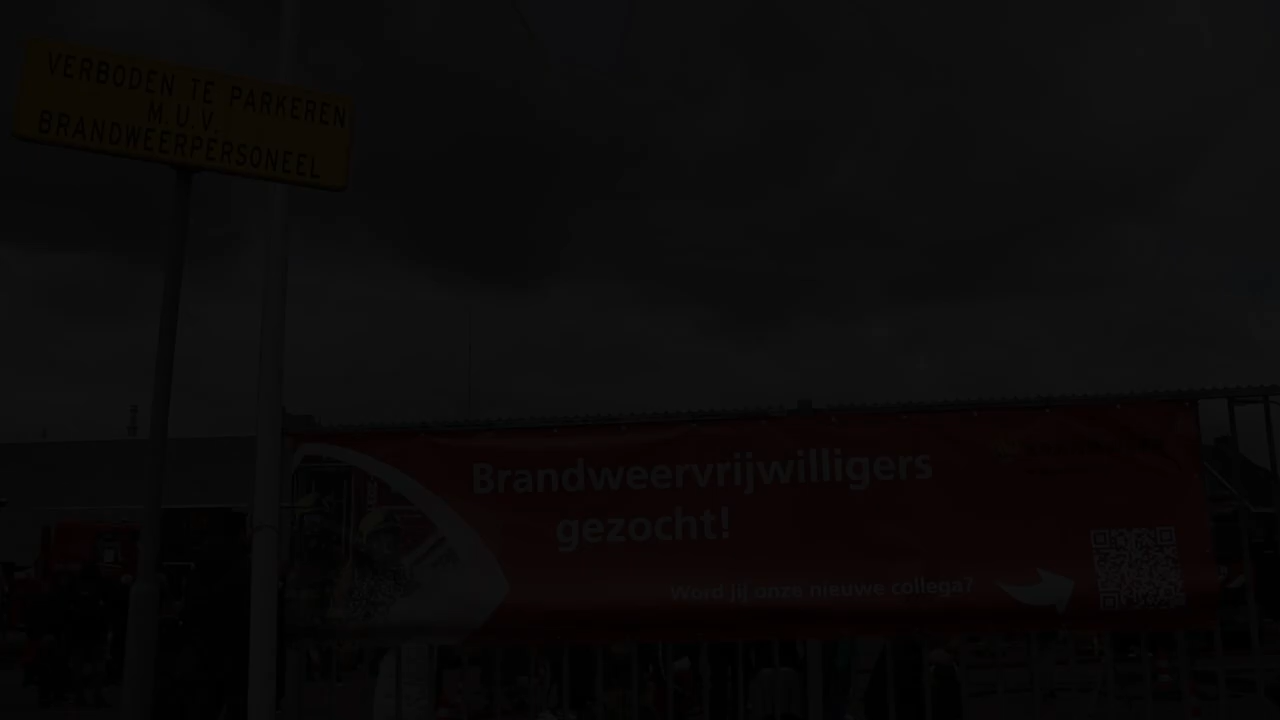 VERBODEN TE PARKEREN
M.U.V.
BRANDWEERPERSONEEL
Brandweervrijwilligers
gezocht!
Word jij onze nieuwe collega?